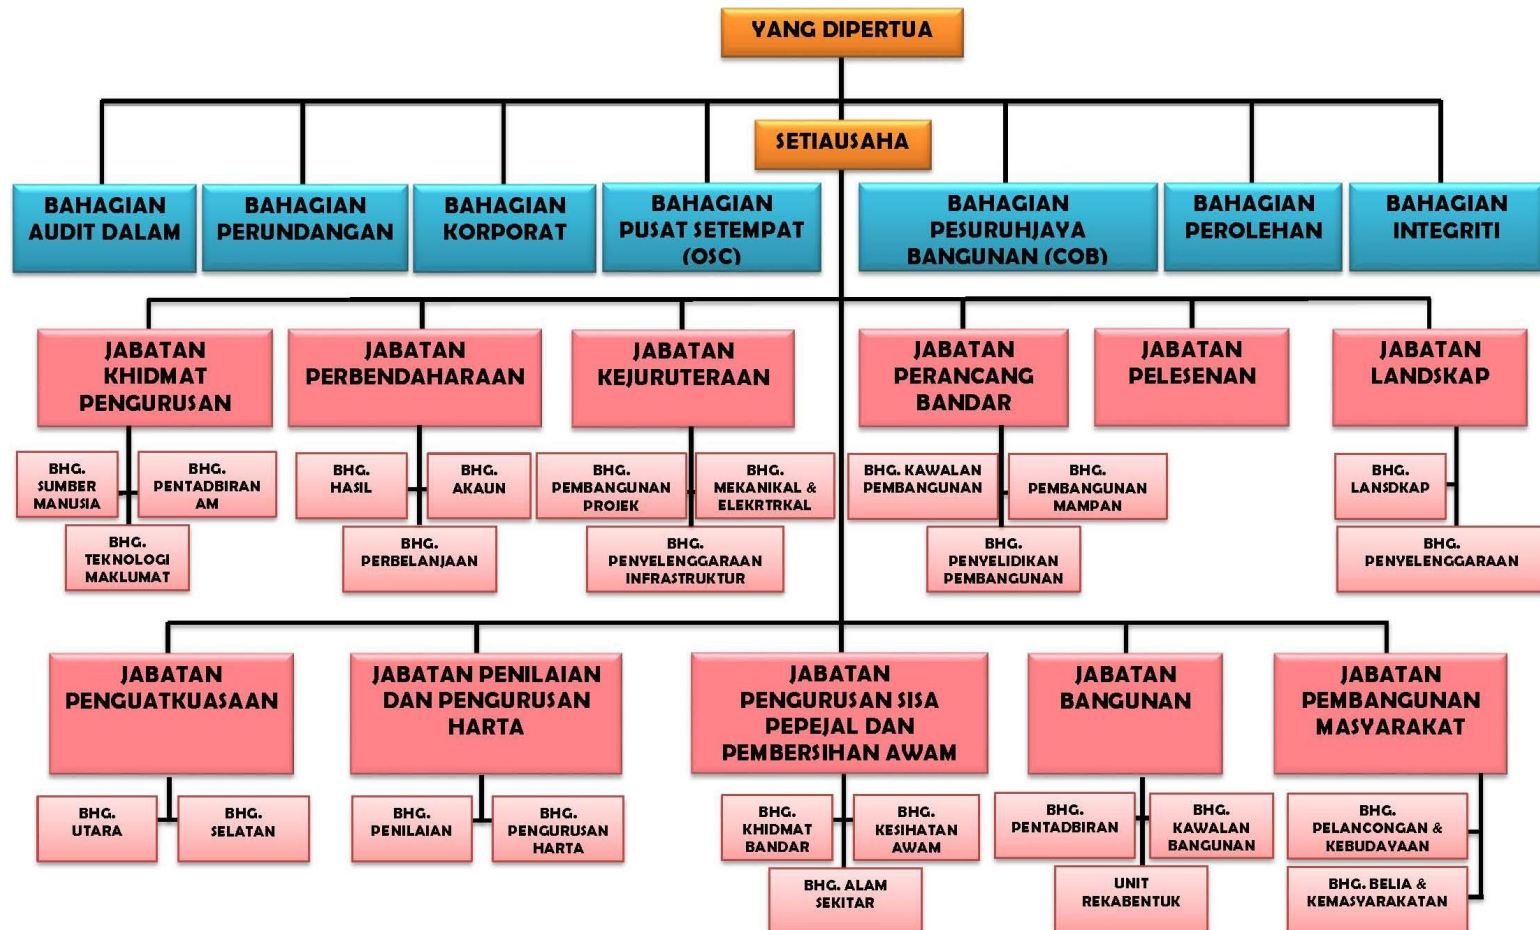 YANG DIPERTUA
SETIAUSAHA
BAHAGIAN
AUDIT DALAM
BAHAGIAN
PERUNDANGAN
BAHAGIAN
KORPORAT
BAHAGIAN
PUSAT SETEMPAT
(OSC)
BAHAGIAN
PESURUHJAYA
BANGUNAN (COB)
BAHAGIAN
PEROLEHAN
BAHAGIAN
INTEGRITI
JABATAN
KHIDMAT
PENGURUSAN
JABATAN
PERBENDAHARAAN
JABATAN
KEJURUTERAAN
JABATAN
PERANCANG
BANDAR
JABATAN
PELESENAN
JABATAN
LANDSKAP
BHG.
SUMBER
MANUSIA
BHG.
PENTADBIRAN
AM
BHG.
TEKNOLOGI
MAKLUMAT
BHG.
HASIL
BHG.
AKAUN
BHG.
PERBELANJAAN
BHG.
PEMBANGUNAN
PROJEK
BHG.
MEKANIKAL &
ELEKRTRKAL
BHG.
PENYELENGGARAAN
INFRASTRUKTUR
BHG. KAWALAN
PEMBANGUNAN
BHG.
PEMBANGUNAN
MAMPAN
BHG.
PENYELIDIKAN
PEMBANGUNAN
BHG.
LANSDKAP
BHG.
PENYELENGGARAAN
JABATAN
PENGUATKUASAAN
JABATAN PENILAIAN
DAN PENGURUSAN
HARTA
JABATAN
PENGURUSAN SISA
PEPEJAL DAN
PEMBERSIHAN AWAM
JABATAN
BANGUNAN
JABATAN
PEMBANGUNAN
MASYARAKAT
BHG.
UTARA
BHG.
SELATAN
BHG.
PENILAIAN
BHG.
PENGURUSAN
HARTA
BHG.
KHIDMAT
BANDAR
BHG.
KESIHATAN
AWAM
BHG. ALAM
SEKITAR
BHG.
PENTADBIRAN
BHG.
KAWALAN
BANGUNAN
UNIT
REKABENTUK
BHG.
PELANCONGAN &
KEBUDAYAAN
BHG. BELIA &
KEMASYARAKATAN